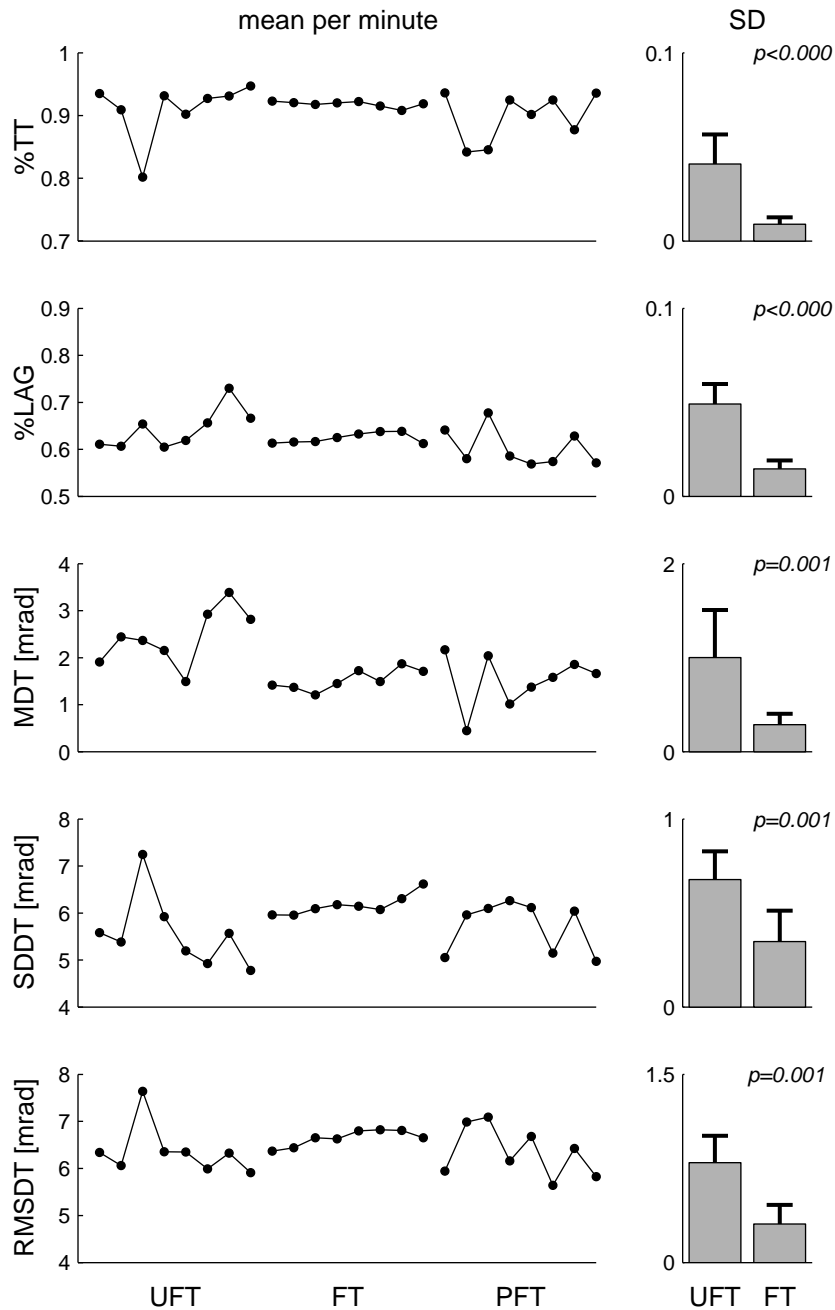 mean per minute
SD
%TT
1
0.9
0.8
0.7
0.1
0
p<0.000
%LAG
0.9
0.8
0.7
0.6
0.5
0.1
0
p<0.000
MDT [mrad]
4
3
2
1
0
2
0
p=0.001
SDDT [mrad]
8
7
6
5
4
1
0
p=0.001
RMSDT [mrad]
8
7
6
5
4
1.5
0
p=0.001
UFT
FT
PFT
UFT
FT